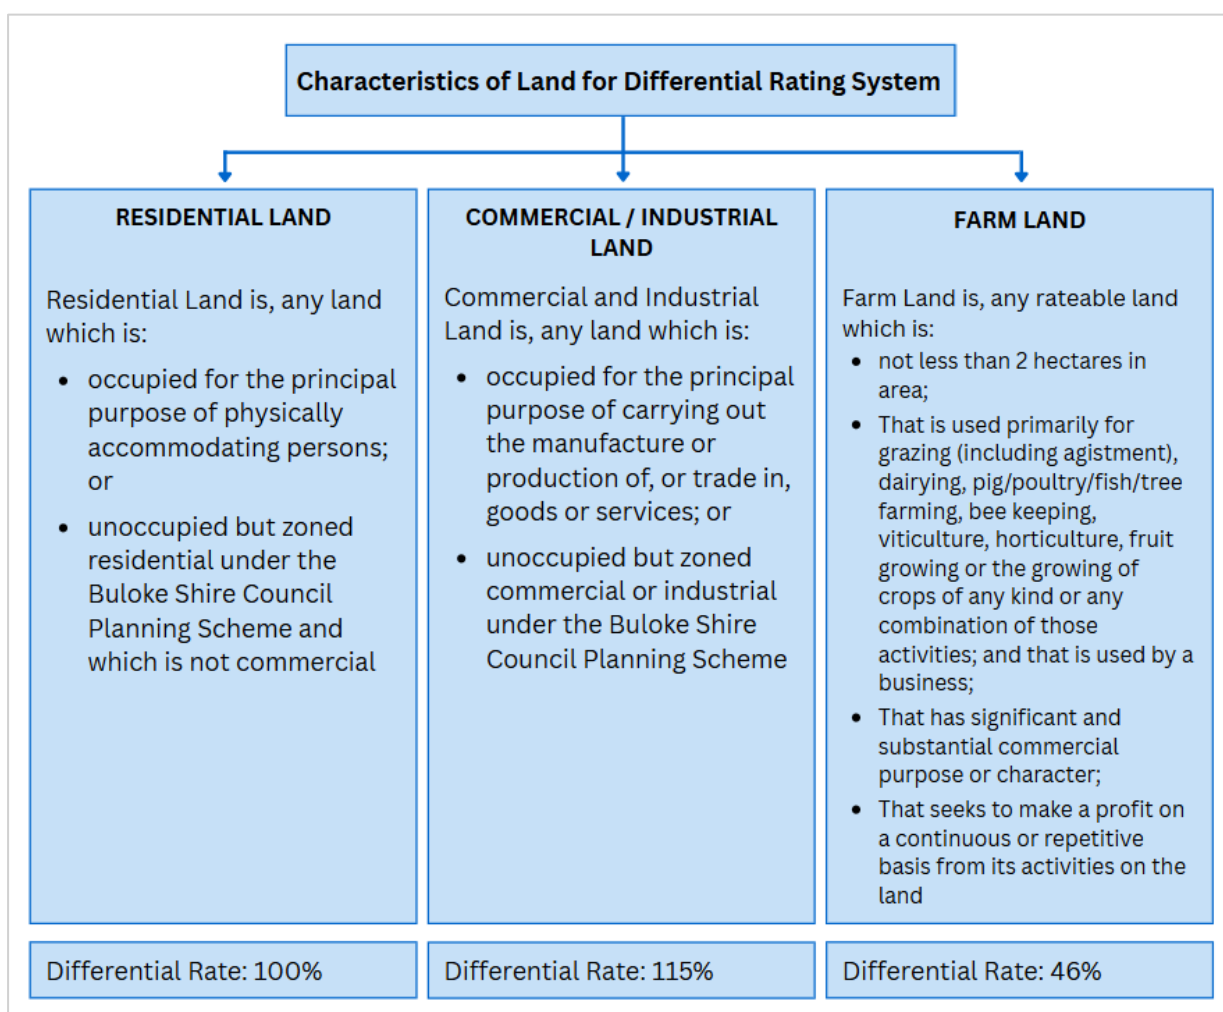 Characteristics of Land for Differential Rating System
RESIDENTIAL LAND
Residential Land is, any land
which is:
• occupied for the principal
purpose of physically
accommodating persons;
or
• unoccupied but zoned
residential under the
Buloke Shire Council
Planning Scheme and
which is not commercial
Differential Rate: 100%
COMMERCIAL / INDUSTRIAL
LAND
Commercial and Industrial
Land is, any land which is:
• occupied for the principal
purpose of carrying out
the manufacture or
production of, or trade in,
goods or services; or
• unoccupied but zoned
commercial or industrial
under the Buloke Shire
Council Planning Scheme
Differential Rate: 115%
FARM LAND
Farm Land is, any rateable land
which is:
• not less than 2 hectares in
area;
• That is used primarily for
grazing (including agistment),
dairying, pig/poultry/fish/tree
farming, bee keeping,
viticulture, horticulture, fruit
growing or the growing of
crops of any kind or any
combination of those
activities; and that is used by a
business;
• That has significant and
substantial commercial
purpose or character;
• That seeks to make a profit on
a continuous or repetitive
basis from its activities on the
land
Differential Rate: 46%